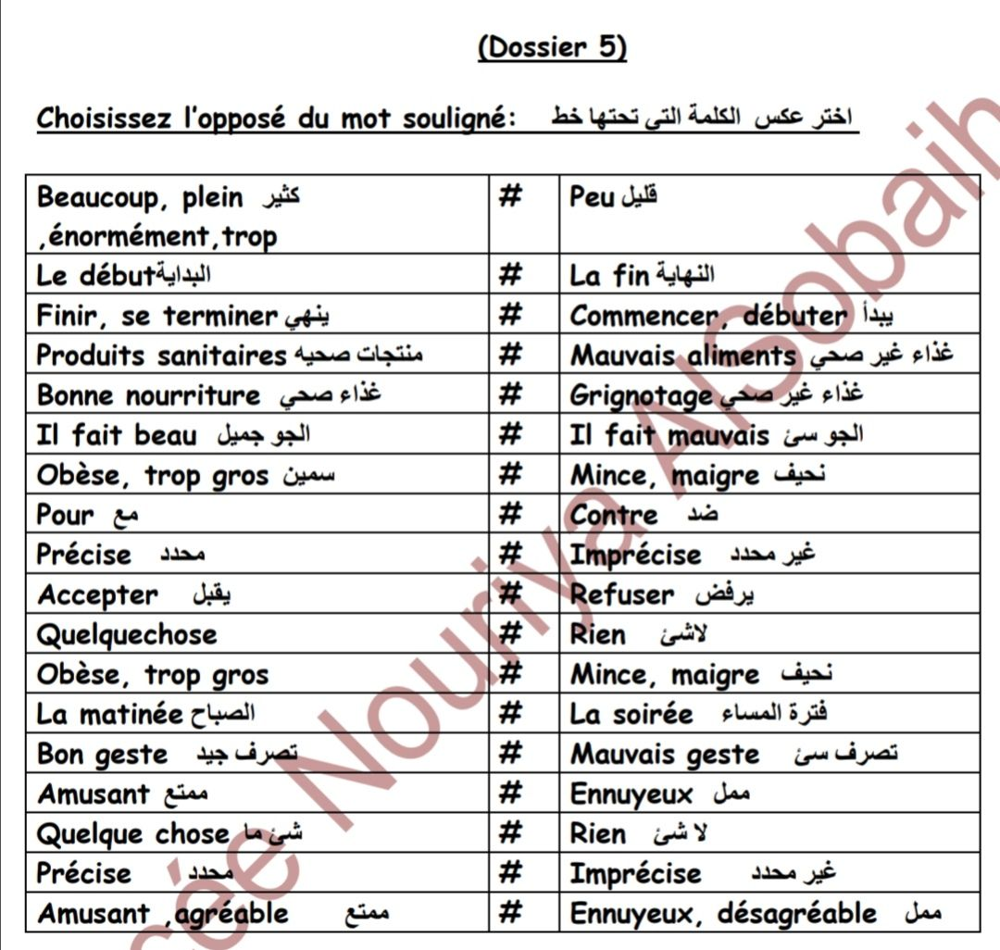 (Dossier 5)
Choisissez l'opposé du mot souligné: اختر عكس الكلمة التي تحتها خط
Beaucoup, plein كثير # Peu قليل
,énormément,trop
Le début البداية # La fin النهاية
Finir, se terminer ينهي # Commencer, débuter يبدأ
Produits sanitaires منتجات صحيه # Mauvais aliments غذاء غير صحي
Bonne nourriture غذاء صحي # Grignotage غذاء غير صحي
Il fait beau الجو جميل # Il fait mauvais الجو سئ
Obèse, trop gros سمين # Mince, maigre نحيف
Pour مع # Contre ضد
Précise محدد # Imprécise غير محدد
Accepter يقبل # Refuser يرفض
Quelquechose # Rien لاشئ
Obèse, trop gros # Mince, maigre نحيف
La matinée الصباح # La soirée فترة المساء
Bon geste تصرف جيد # Mauvais geste تصرف سئ
Amusant ممتع # Ennuyeux ممل
Quelque chose شئ ما # Rien لا شئ
Précise محدد # Imprécise غير محدد
Amusant ,agréable ممتع # Ennuyeux, désagréable ممل
cée Nouriya AlSobaih